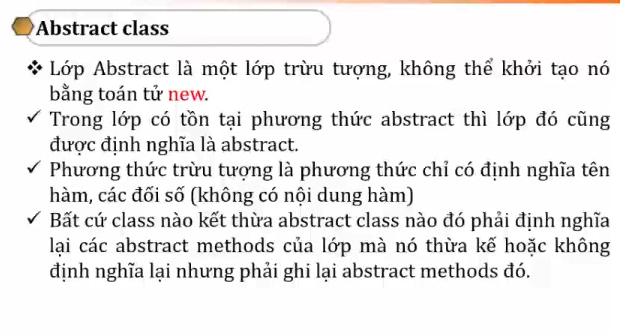 Abstract class
❖ Lớp Abstract là một lớp trừu tượng, không thể khởi tạo nó
bằng toán tử new.
✓ Trong lớp có tồn tại phương thức abstract thì lớp đó cũng
được định nghĩa là abstract.
✓ Phương thức trừu tượng là phương thức chỉ có định nghĩa tên
hàm, các đối số (không có nội dung hàm)
✓ Bất cứ class nào kết thừa abstract class nào đó phải định nghĩa
lại các abstract methods của lớp mà nó thừa kế hoặc không
định nghĩa lại nhưng phải ghi lại abstract methods đó.